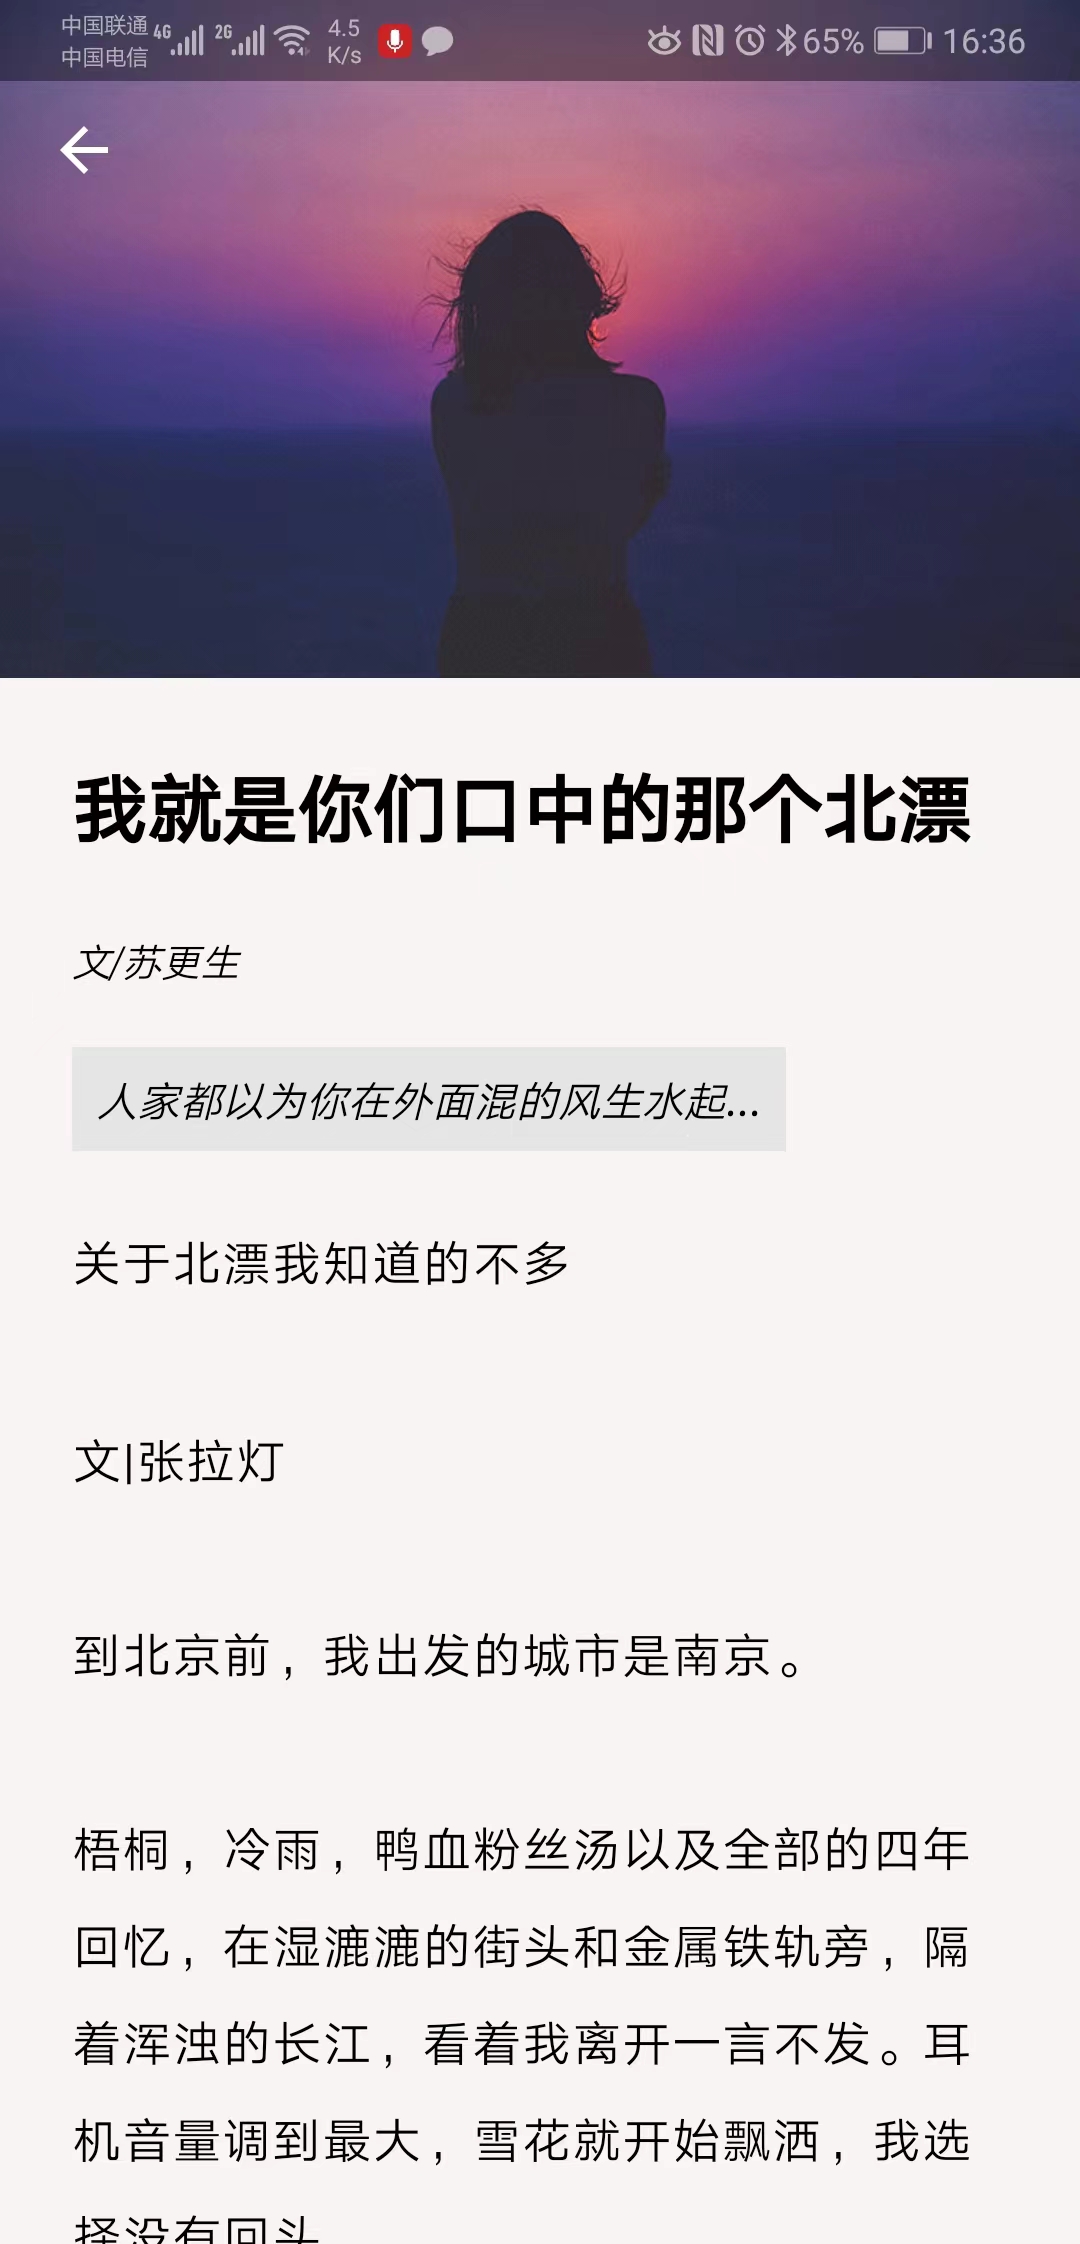 中国联通 4G 2G 4.5 65% 16:36
中国电信 K/s
我就是你们口中的那个北漂
文/苏更生
人家都以为你在外面混的风生水起...
关于北漂我知道的不多
文|张拉灯
到北京前，我出发的城市是南京。
梧桐，冷雨，鸭血粉丝汤以及全部的四年
回忆，在湿漉漉的街头和金属铁轨旁，隔
着浑浊的长江，看着我离开一言不发。耳
机音量调到最大，雪花就开始飘洒，我选
择没有回头